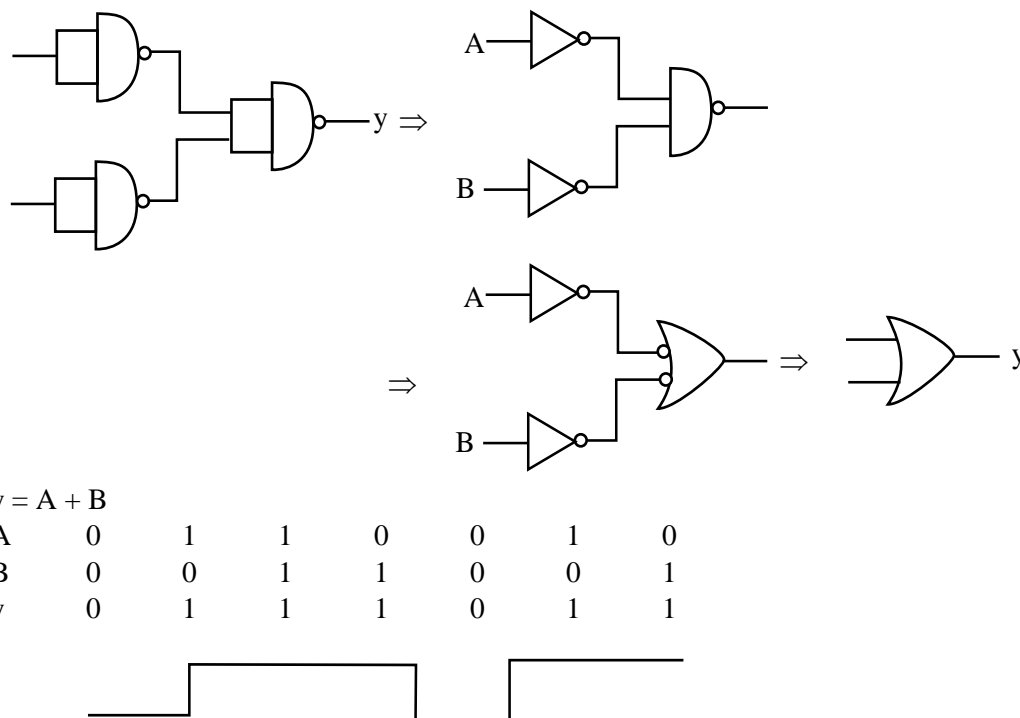 y ⇒
A
B
A
⇒
⇒
y
B
y = A + B
A 0 1 1 0 0 1 0
B 0 0 1 1 0 0 1
y 0 1 1 1 0 1 1